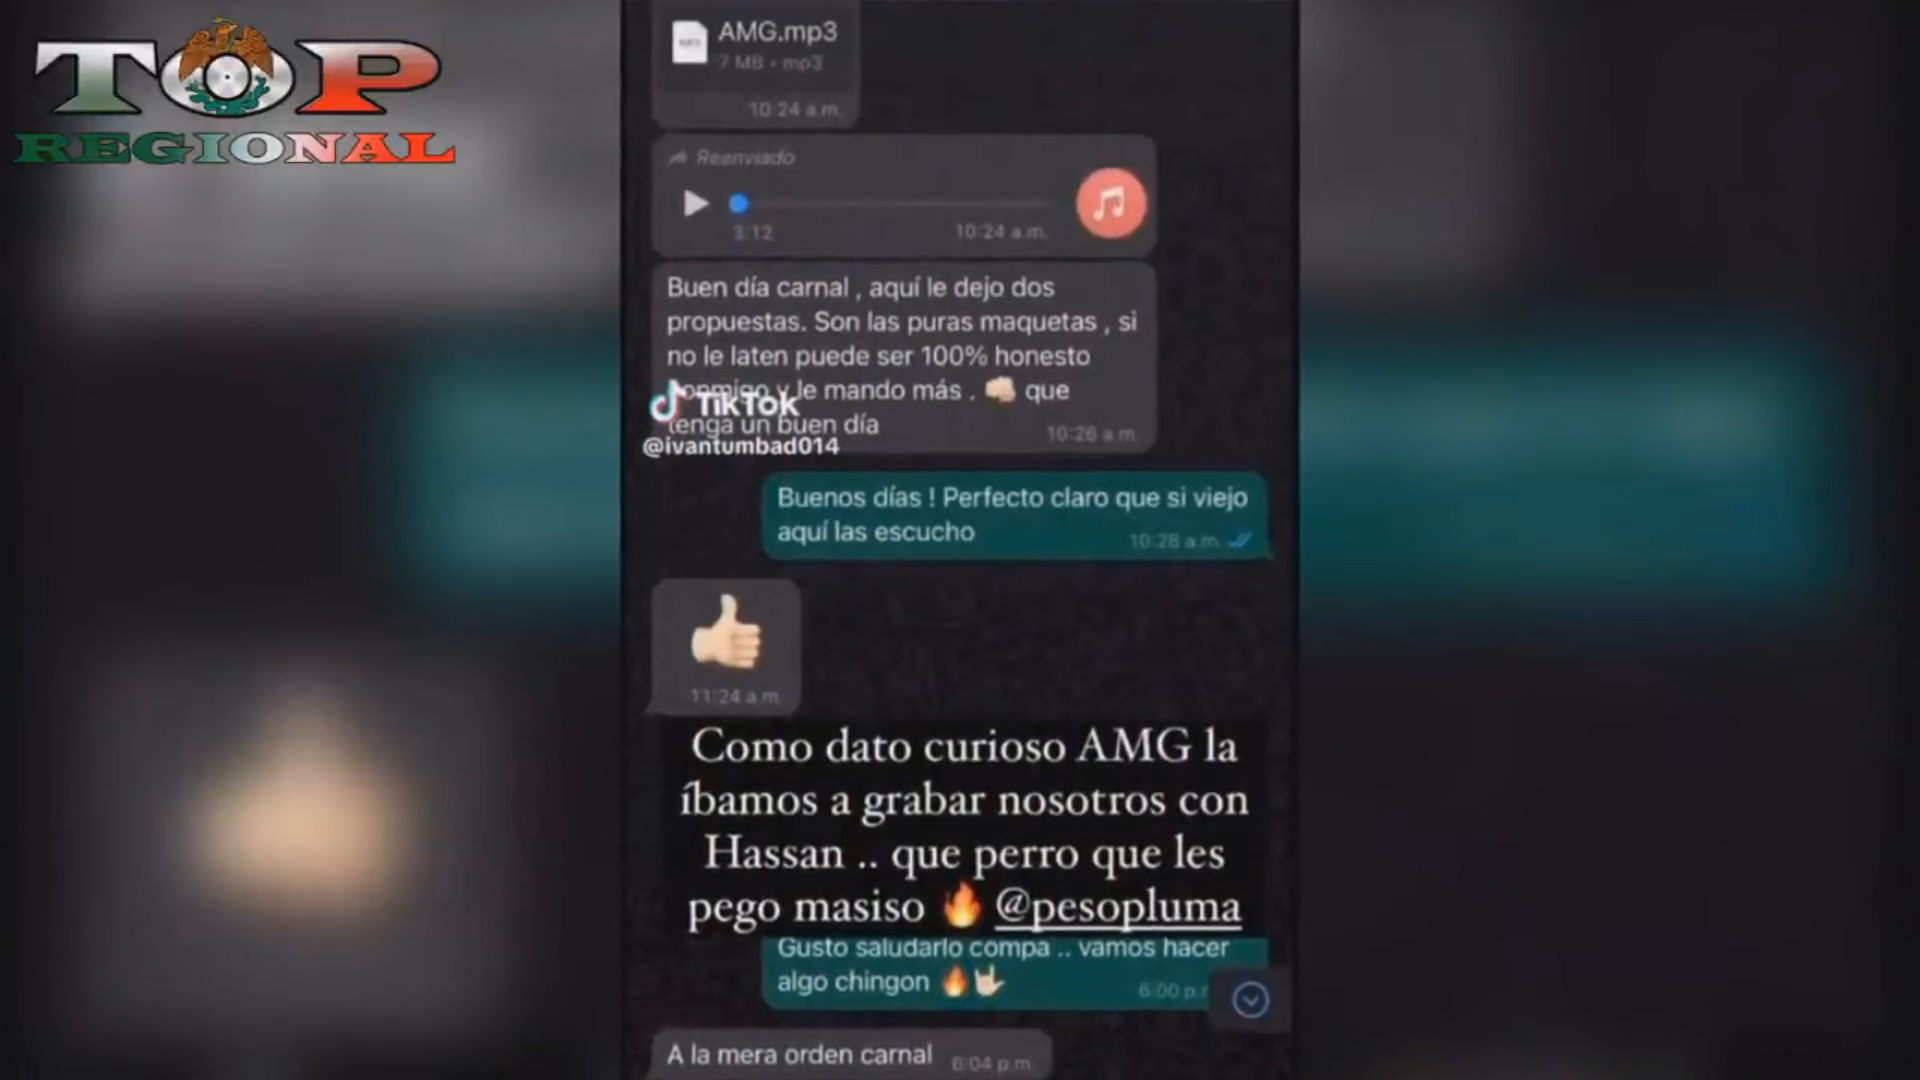 TOP
REGIONAL
AMG.mp3
7 MB • mp3
10:24 a.m.
Reenviado
3:12
10:24 a.m.
Buen día carnal , aquí le dejo dos
propuestas. Son las puras maquetas , si
no le laten puede ser 100% honesto
conmigo y le mando más . 👊🏻 que
tenga un buen día
10:26 a.m.
TikTok
@ivantumbad014
Buenos días ! Perfecto claro que si viejo
aquí las escucho
10:28 a.m.
11:24 a.m.
Como dato curioso AMG la
íbamos a grabar nosotros con
Hassan .. que perro que les
pego masiso 🔥 @pesopluma
Gusto saludarlo compa .. vamos hacer
algo chingon 🔥🤟🏻
6:00 p.
A la mera orden carnal
6:04 p.m.